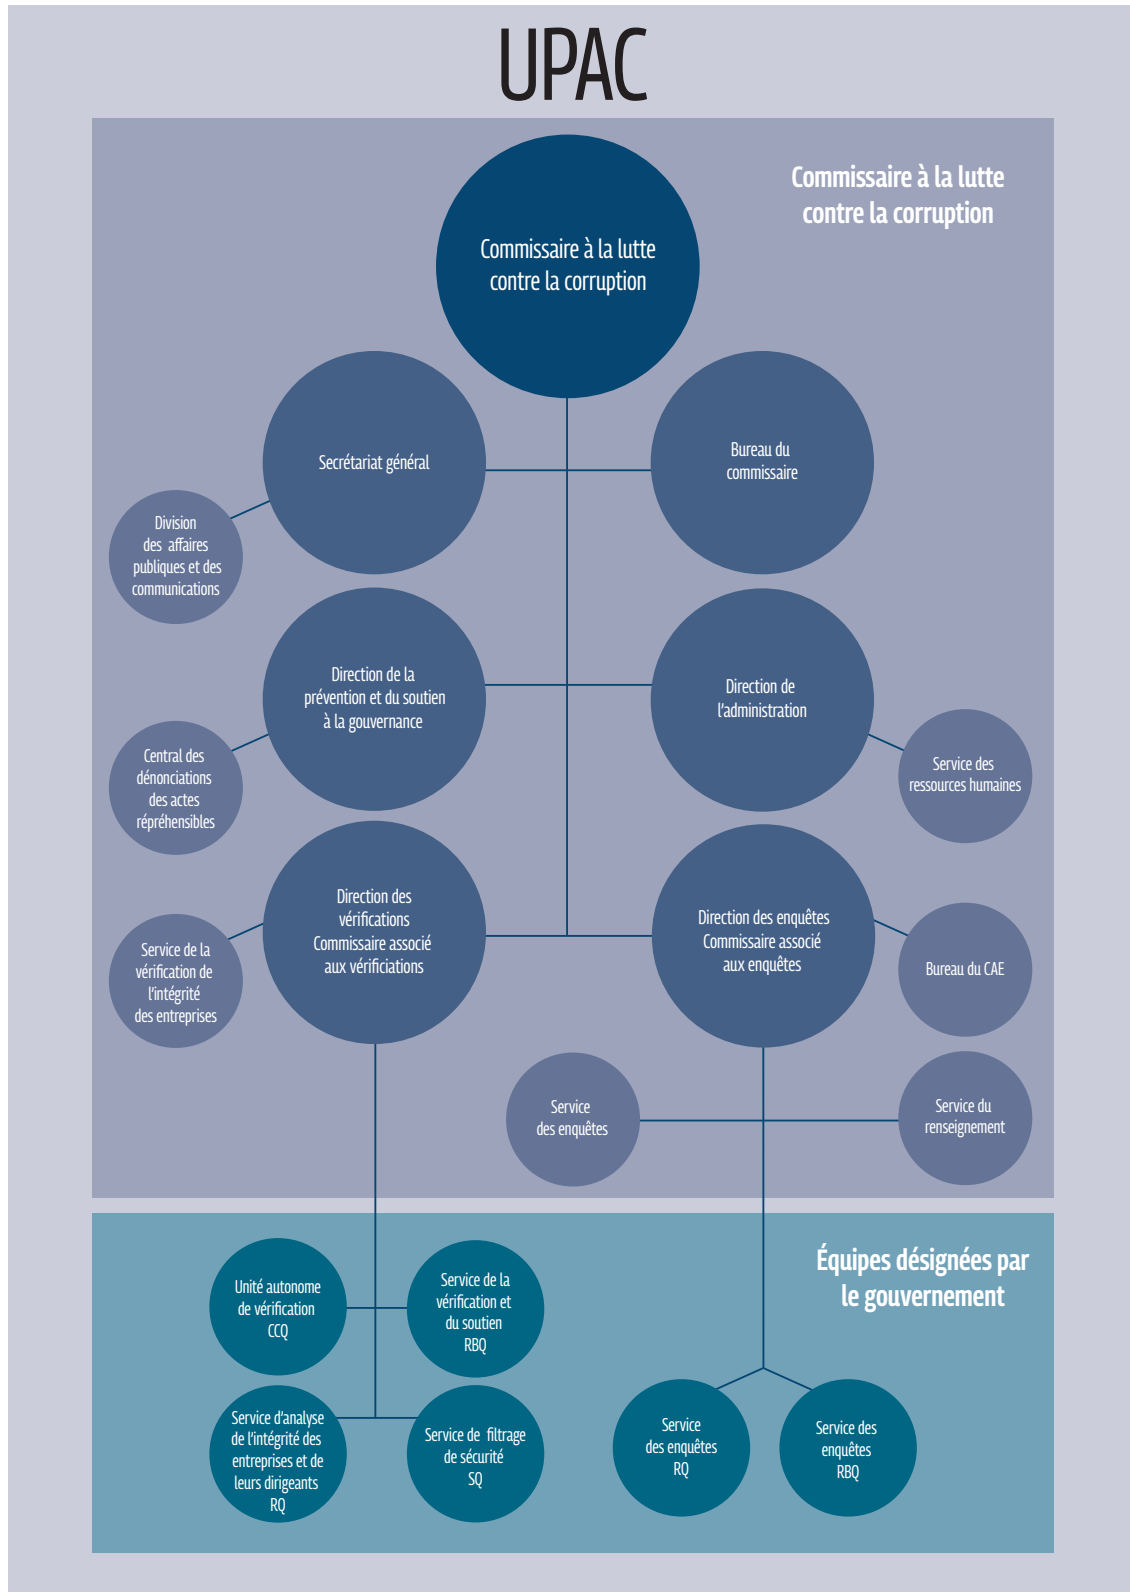 UPAC
Commissaire à la lutte
contre la corruption
Commissaire à la lutte
contre la corruption
Secrétariat général
Bureau du
commissaire
Division
des affaires
publiques et des
communications
Direction de la
prévention et du soutien
à la gouvernance
Direction de
l'administration
Central des
dénonciations
des actes
répréhensibles
Service des
ressources humaines
Direction des
vérifications
Commissaire associé
aux vérificiations
Direction des enquêtes
Commissaire associé
aux enquêtes
Service de la
vérification de
l'intégrité
des entreprises
Bureau du CAE
Service
des enquêtes
Service du
renseignement
Équipes désignées par
le gouvernement
Unité autonome
de vérification
CCQ
Service de la
vérification et
du soutien
RBQ
Service d'analyse
de l'intégrité des
entreprises et de
leurs dirigeants
RQ
Service de filtrage
de sécurité
SQ
Service
des enquêtes
RQ
Service des
enquêtes
RBQ